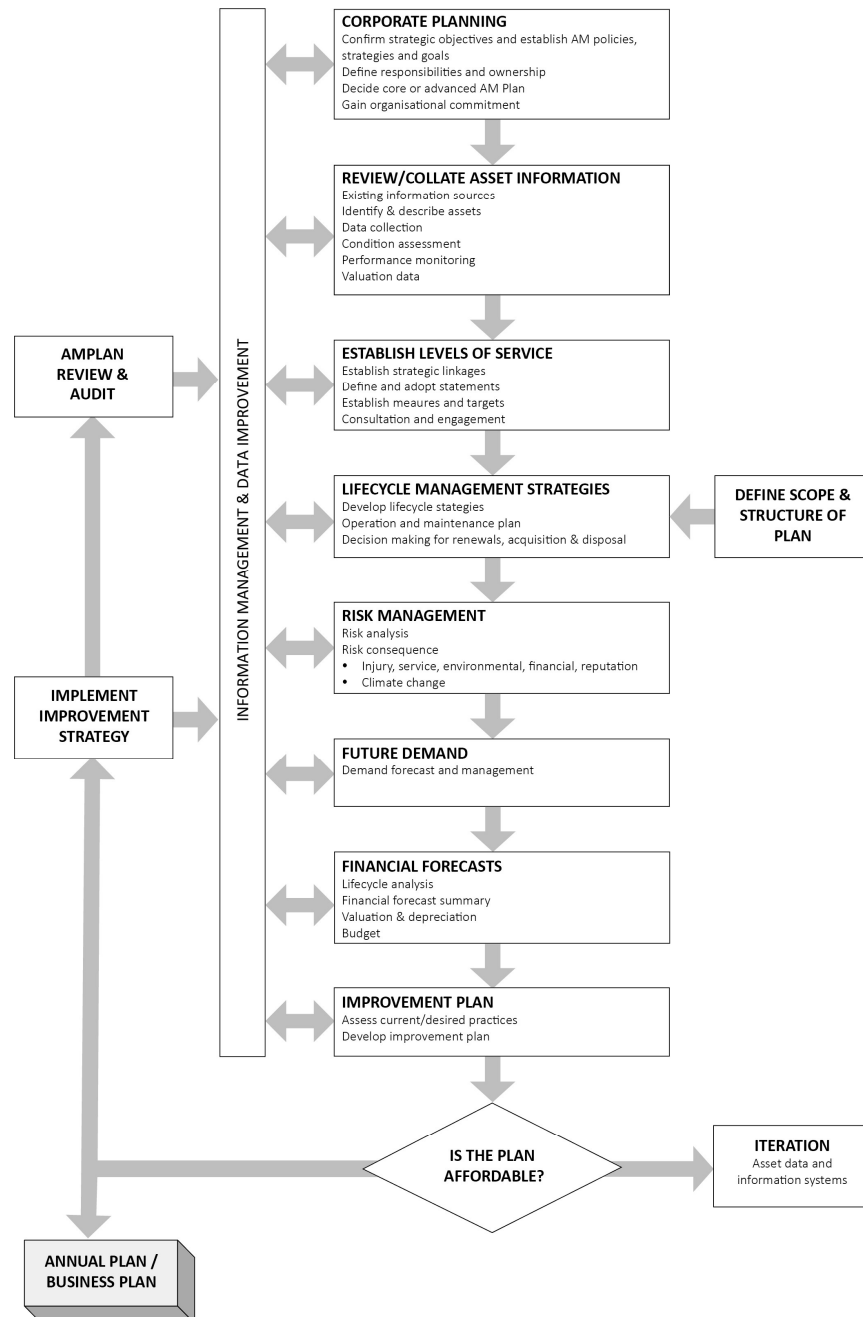 CORPORATE PLANNING
Confirm strategic objectives and establish AM policies,
strategies and goals
Define responsibilities and ownership
Decide core or advanced AM Plan
Gain organisational commitment
REVIEW/COLLATE ASSET INFORMATION
Existing information sources
Identify & describe assets
Data collection
Condition assessment
Performance monitoring
Valuation data
INFORMATION MANAGEMENT & DATA IMPROVEMENT
AMPLAN
REVIEW &
AUDIT
ESTABLISH LEVELS OF SERVICE
Establish strategic linkages
Define and adopt statements
Establish meaures and targets
Consultation and engagement
LIFECYCLE MANAGEMENT STRATEGIES
Develop lifecycle stategies
Operation and maintenance plan
Decision making for renewals, acquisition & disposal
DEFINE SCOPE &
STRUCTURE OF
PLAN
RISK MANAGEMENT
Risk analysis
Risk consequence
• Injury, service, environmental, financial, reputation
• Climate change
IMPLEMENT
IMPROVEMENT
STRATEGY
FUTURE DEMAND
Demand forecast and management
FINANCIAL FORECASTS
Lifecycle analysis
Financial forecast summary
Valuation & depreciation
Budget
IMPROVEMENT PLAN
Assess current/desired practices
Develop improvement plan
IS THE PLAN
AFFORDABLE?
ITERATION
Asset data and
information systems
ANNUAL PLAN /
BUSINESS PLAN